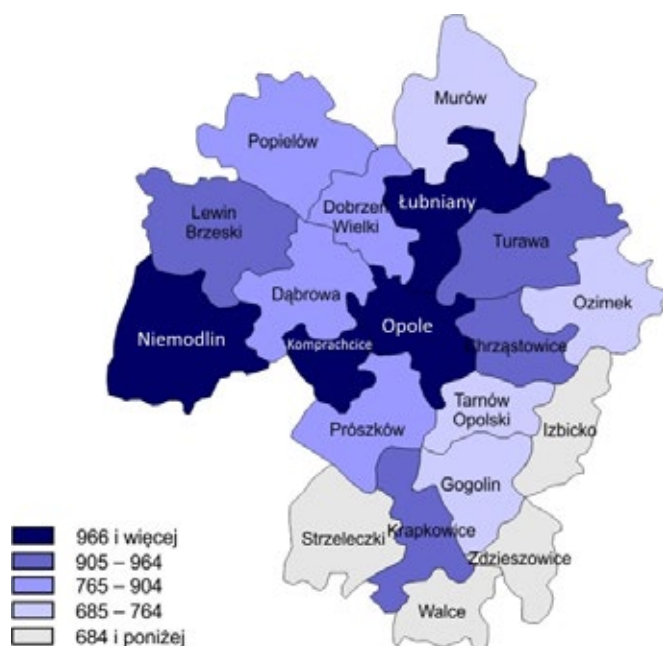 Murów
Popielów
Łubniany
Dobrzeń
Wielki
Lewin
Brzeski
Turawa
Dąbrowa
Ozimek
Opole
Niemodlin
Komprachcice
Chrząstowice
Tarnów
Opolski
Izbicko
Prószków
Gogolin
Strzeleczki
Krapkowice
Zdzieszowice
Walce
966 i więcej
905 – 964
765 – 904
685 – 764
684 i poniżej